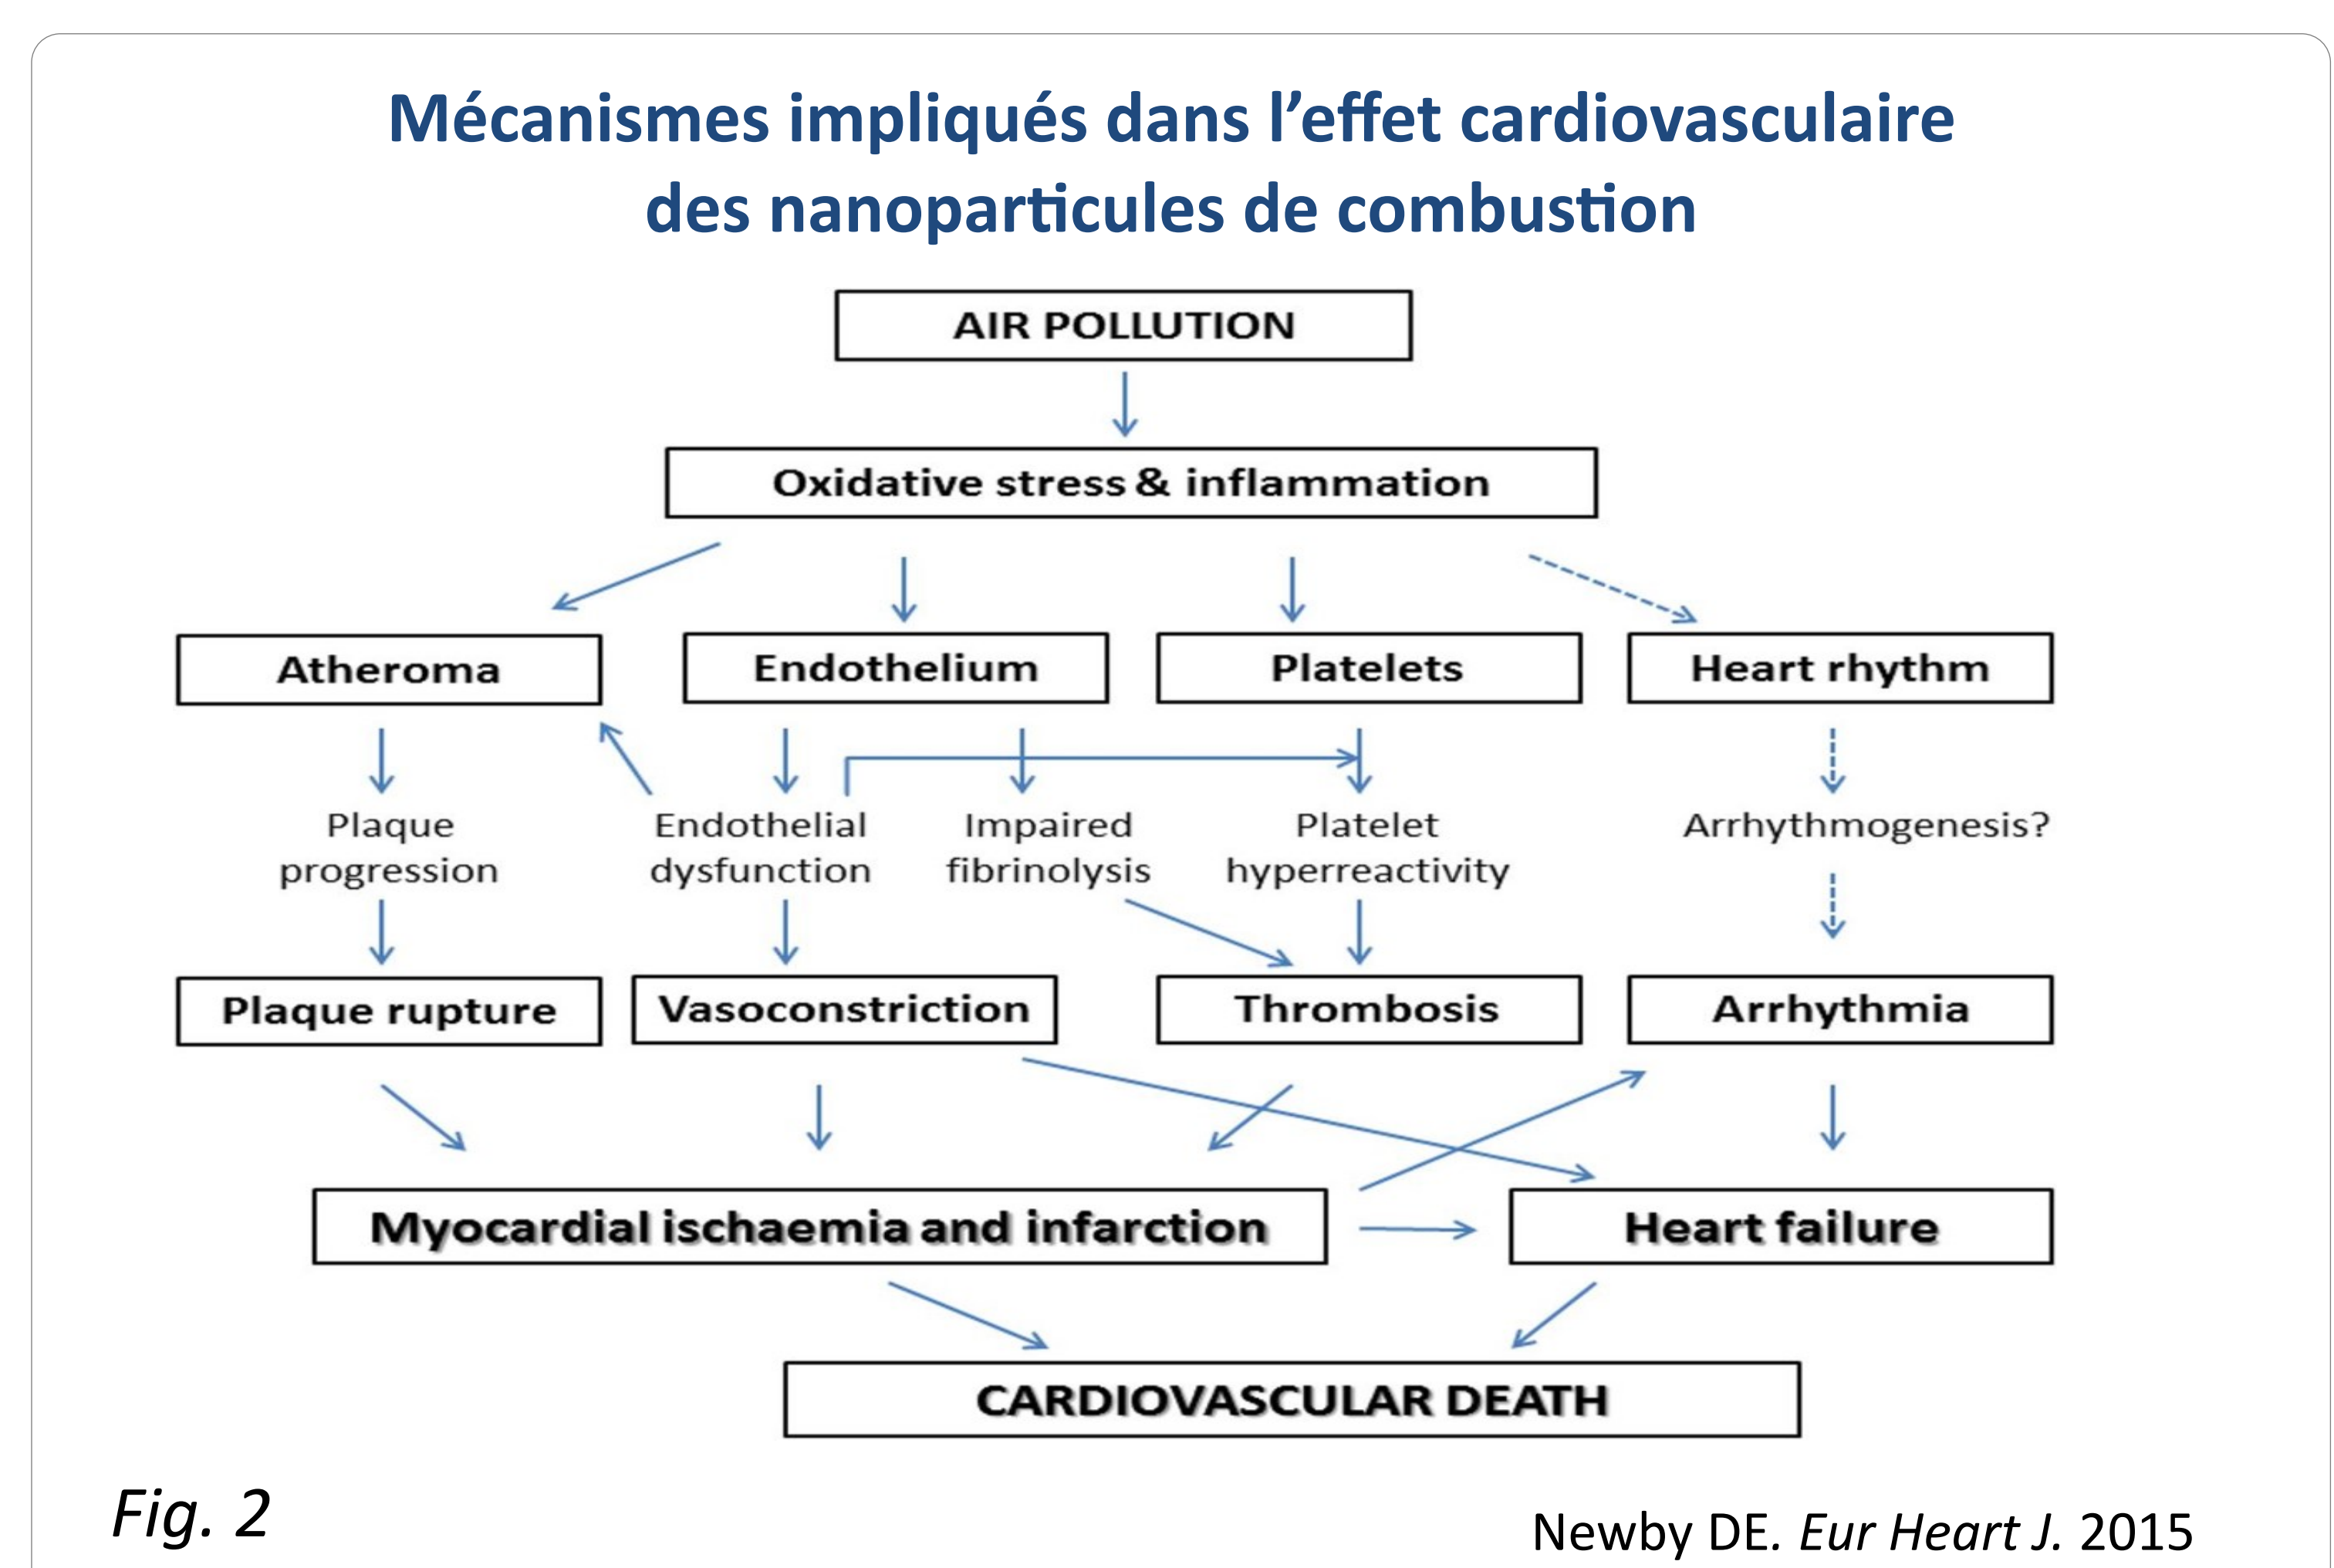 Mécanismes impliqués dans l’effet cardiovasculaire
des nanoparticules de combustion
AIR POLLUTION
Oxidative stress & inflammation
Atheroma
Endothelium
Platelets
Heart rhythm
Plaque
progression
Endothelial
dysfunction
Impaired
fibrinolysis
Platelet
hyperreactivity
Arrhythmogenesis?
Plaque rupture
Vasoconstriction
Thrombosis
Arrhythmia
Myocardial ischaemia and infarction
Heart failure
CARDIOVASCULAR DEATH
Fig. 2
Newby DE. Eur Heart J. 2015